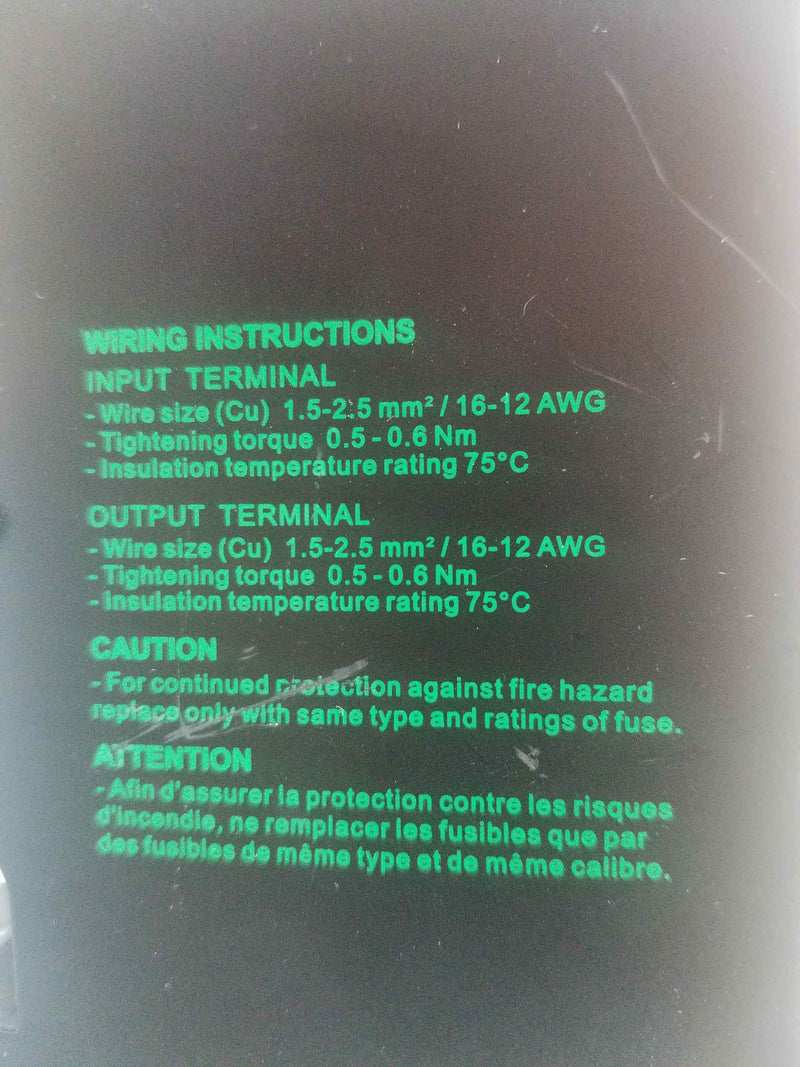 WIRING INSTRUCTIONS
INPUT TERMINAL
- Wire size (Cu) 1.5-2.5 mm² / 16-12 AWG
- Tightening torque 0.5 - 0.6 Nm
- Insulation temperature rating 75°C
OUTPUT TERMINAL
- Wire size (Cu) 1.5-2.5 mm² / 16-12 AWG
- Tightening torque 0.5 - 0.6 Nm
- Insulation temperature rating 75°C
CAUTION
- For continued protection against fire hazard
replace only with same type and ratings of fuse.
ATTENTION
- Afin d'assurer la protection contre les risques
d'incendie, ne remplacer les fusibles que par
des fusibles de même type et de même calibre.